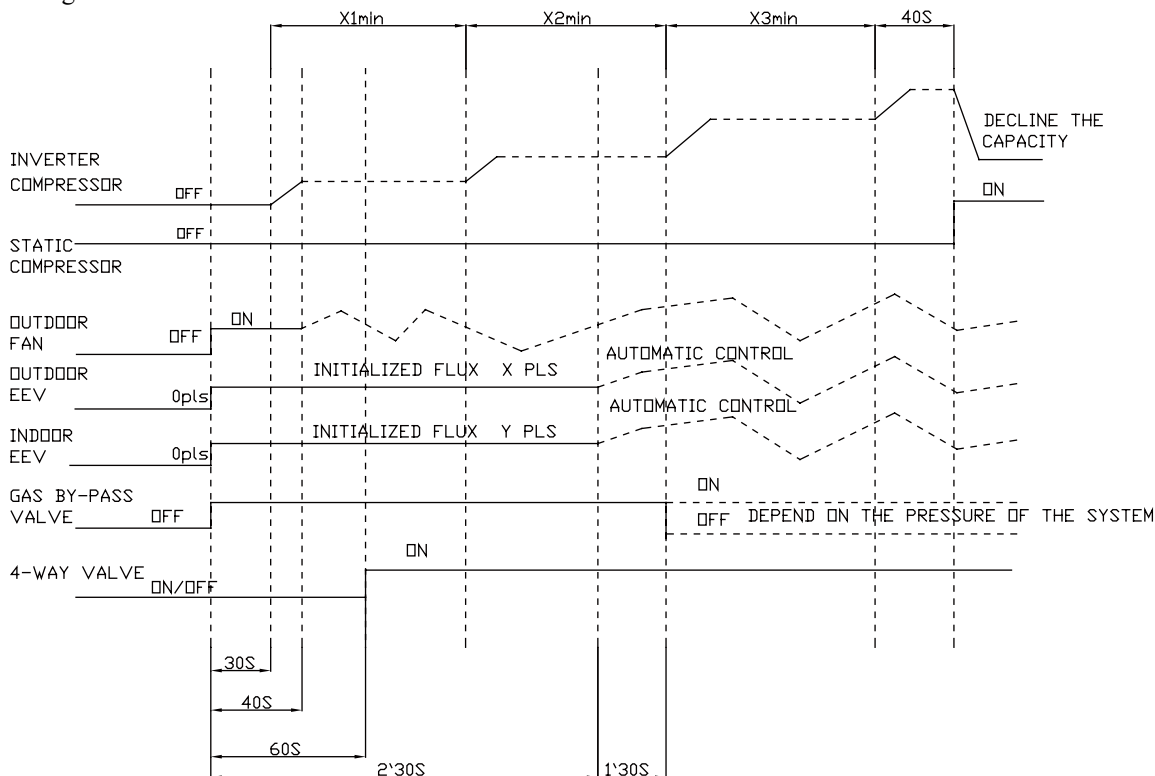 X1min X2min X3min 40S
DECLINE THE
CAPACITY
INVERTER
COMPRESSOR OFF
ON
STATIC OFF
COMPRESSOR
OUTDOOR
FAN OFF ON
AUTOMATIC CONTROL
OUTDOOR
EEV 0pls INITIALIZED FLUX X PLS
AUTOMATIC CONTROL
INDOOR
EEV 0pls INITIALIZED FLUX Y PLS
GAS BY-PASS
VALVE OFF
ON
OFF DEPEND ON THE PRESSURE OF THE SYSTEM
4-WAY VALVE
ON/OFF
ON
30S
40S
60S
2'30S 1'30S